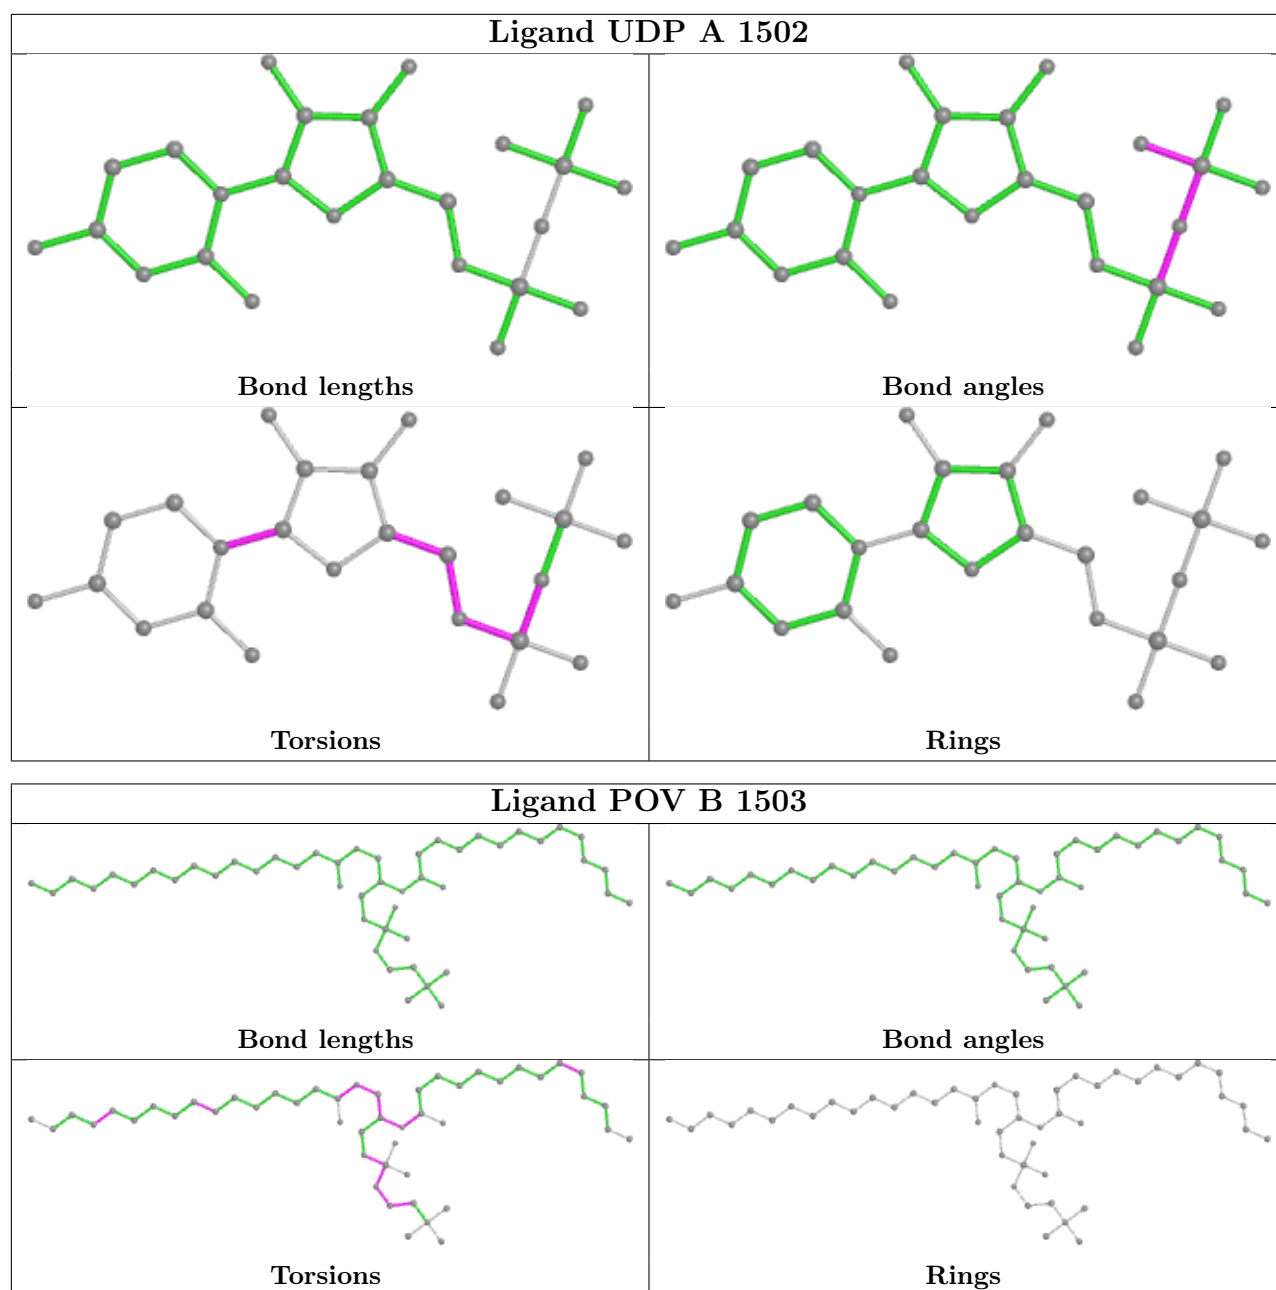 Ligand UDP A 1502
Bond lengths
Bond angles
Torsions
Rings
Ligand POV B 1503
Bond lengths
Bond angles
Torsions
Rings